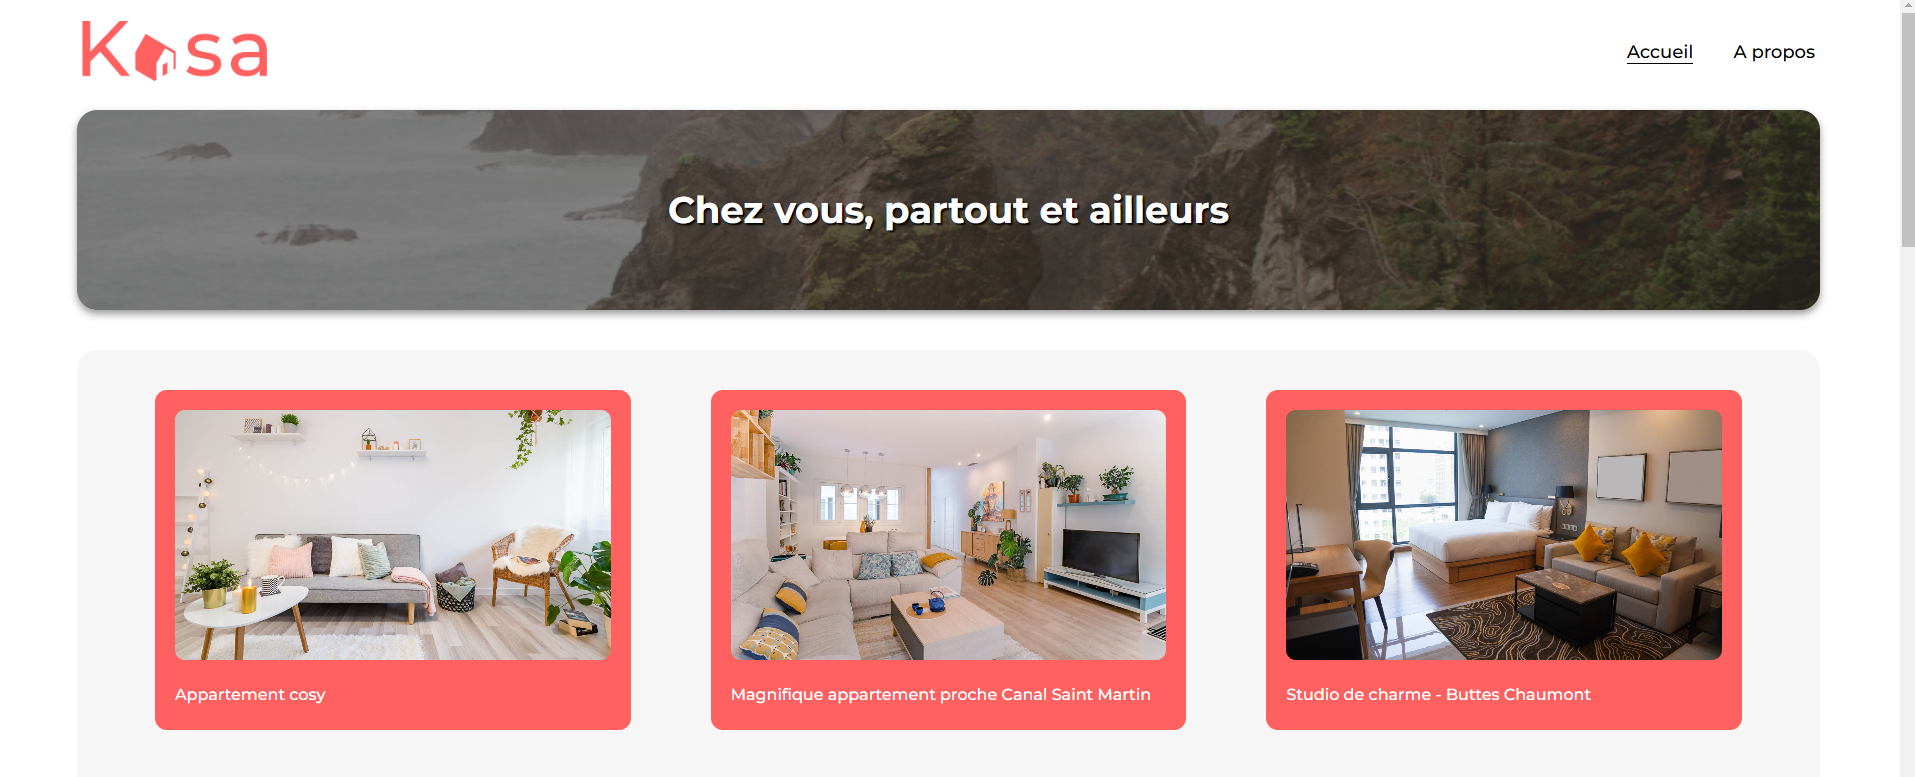 Kasa
Accueil
A propos
Chez vous, partout et ailleurs
Appartement cosy
Magnifique appartement proche Canal Saint Martin
Studio de charme - Buttes Chaumont